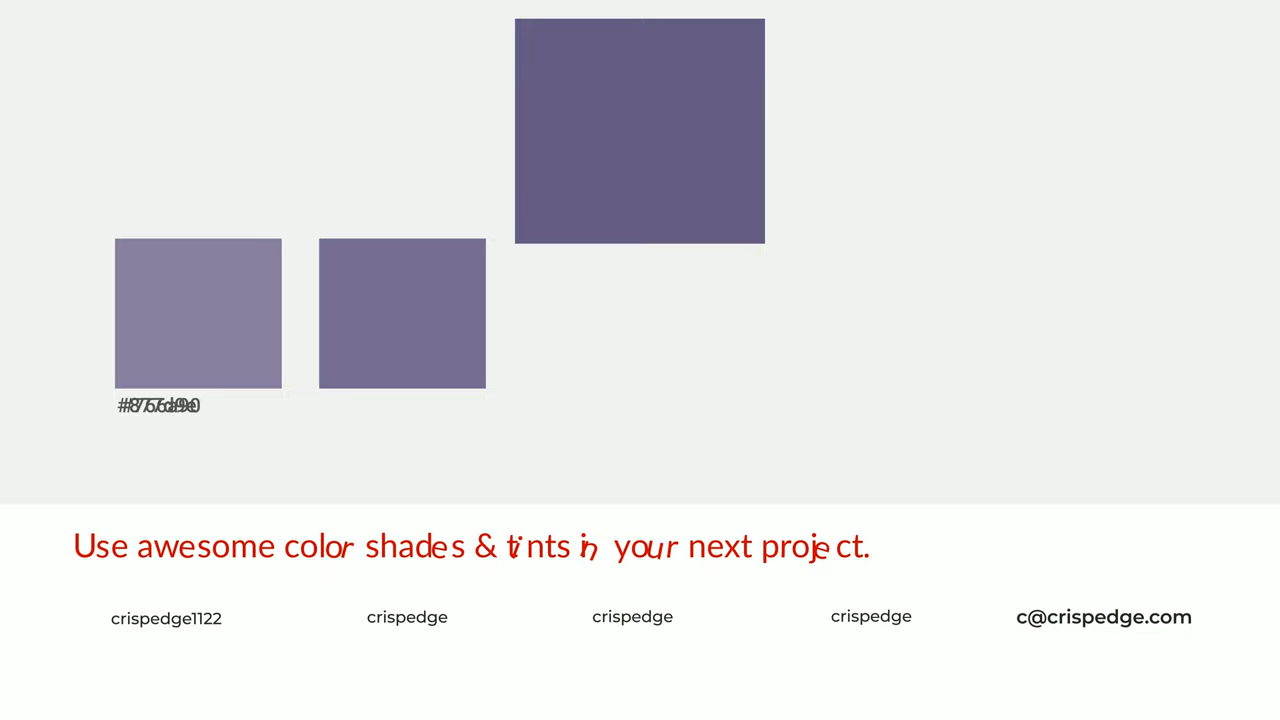 Use awesome color shades & tints in your next project.
crispedge1122 crispedge crispedge crispedge c@crispedge.com